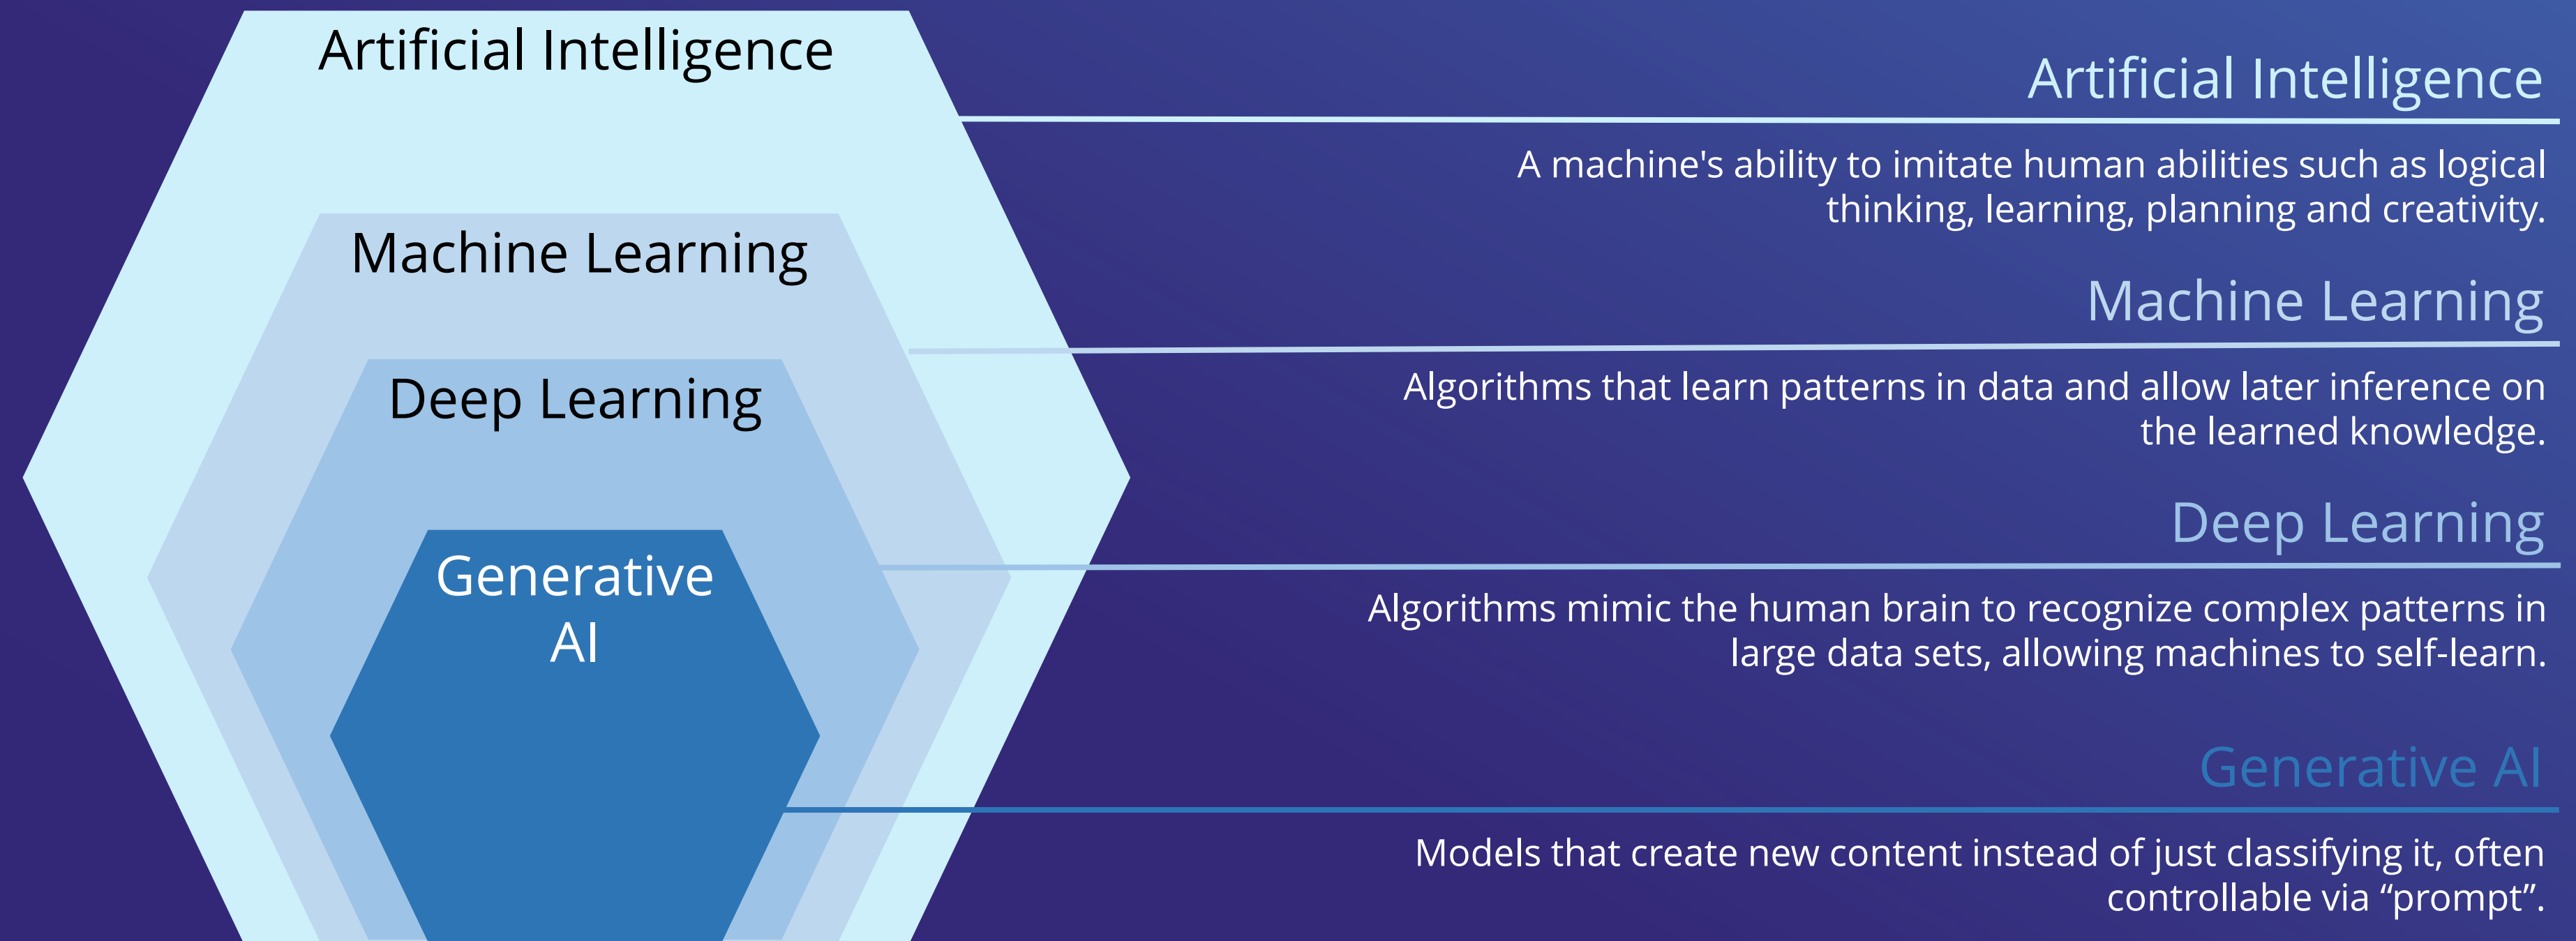 Artificial Intelligence
Machine Learning
Deep Learning
Generative
AI
Artificial Intelligence
A machine's ability to imitate human abilities such as logical
thinking, learning, planning and creativity.
Machine Learning
Algorithms that learn patterns in data and allow later inference on
the learned knowledge.
Deep Learning
Algorithms mimic the human brain to recognize complex patterns in
large data sets, allowing machines to self-learn.
Generative AI
Models that create new content instead of just classifying it, often
controllable via “prompt”.